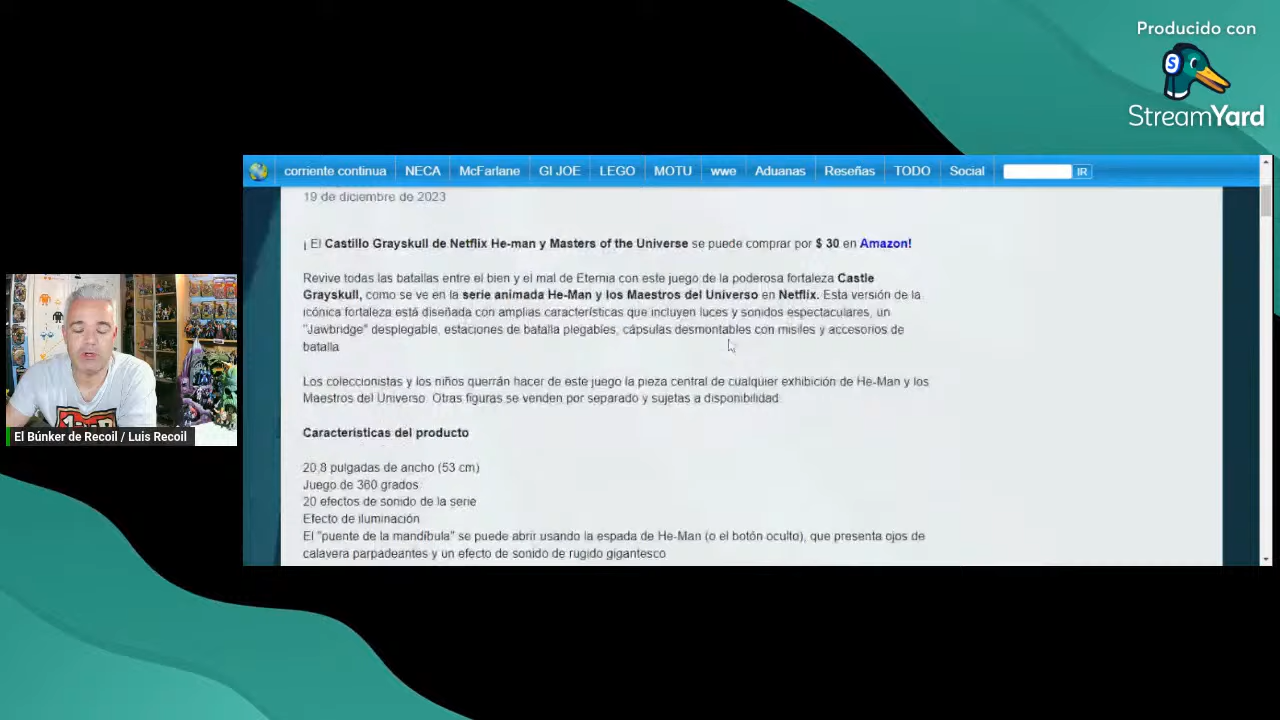 Producido con
StreamYard
corriente continua NECA McFarlane GI JOE LEGO MOTU wwe Aduanas Reseñas TODO Social IR
19 de diciembre de 2023
¡ El Castillo Grayskull de Netflix He-man y Masters of the Universe se puede comprar por $ 30 en Amazon!
Revive todas las batallas entre el bien y el mal de Eternia con este juego de la poderosa fortaleza Castle
Grayskull, como se ve en la serie animada He-Man y los Maestros del Universo en Netflix. Esta versión de la
icónica fortaleza está diseñada con amplias características que incluyen luces y sonidos espectaculares, un
"Jawbridge" desplegable, estaciones de batalla plegables, cápsulas desmontables con misiles y accesorios de
batalla
Los coleccionistas y los niños querrán hacer de este juego la pieza central de cualquier exhibición de He-Man y los
Maestros del Universo. Otras figuras se venden por separado y sujetas a disponibilidad
Características del producto
20,8 pulgadas de ancho (53 cm)
Juego de 360 grados
20 efectos de sonido de la serie
Efecto de iluminación
El "puente de la mandíbula" se puede abrir usando la espada de He-Man (o el botón oculto), que presenta ojos de
calavera parpadeantes y un efecto de sonido de rugido gigantesco
El Búnker de Recoil / Luis Recoil